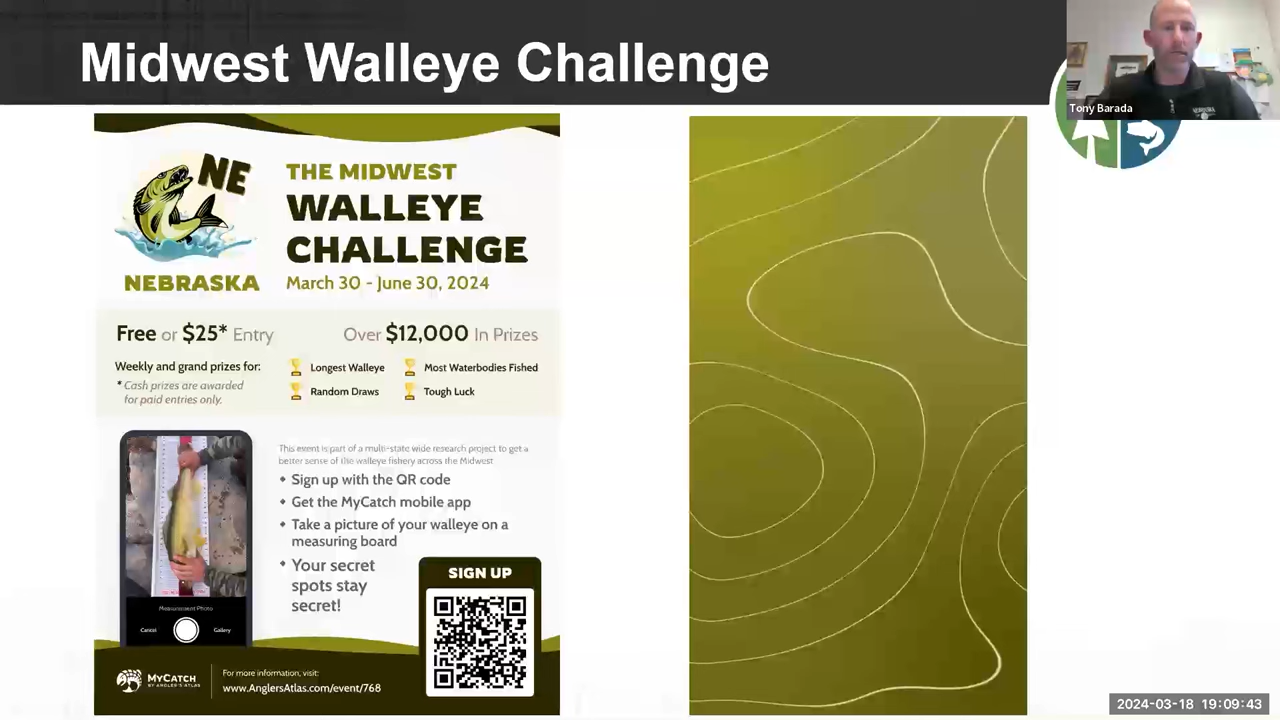 Midwest Walleye Challenge
Tony Barada
NE
NEBRASKA
THE MIDWEST
WALLEYE
CHALLENGE
March 30 - June 30, 2024
Free or $25* Entry
Over $12,000 In Prizes
Weekly and grand prizes for:
* Cash prizes are awarded
for paid entries only.
Longest Walleye
Most Waterbodies Fished
Random Draws
Tough Luck
This event is part of a multi-state wide research project to get a
better sense of the walleye fishery across the Midwest
• Sign up with the QR code
• Get the MyCatch mobile app
• Take a picture of your walleye on a
measuring board
• Your secret
spots stay
secret!
SIGN UP
Measurement Photo
Cancel
Gallery
MYCATCH
BY ANGLER'S ATLAS
For more information, visit:
www.AnglersAtlas.com/event/768
2024-03-18 19:09:43